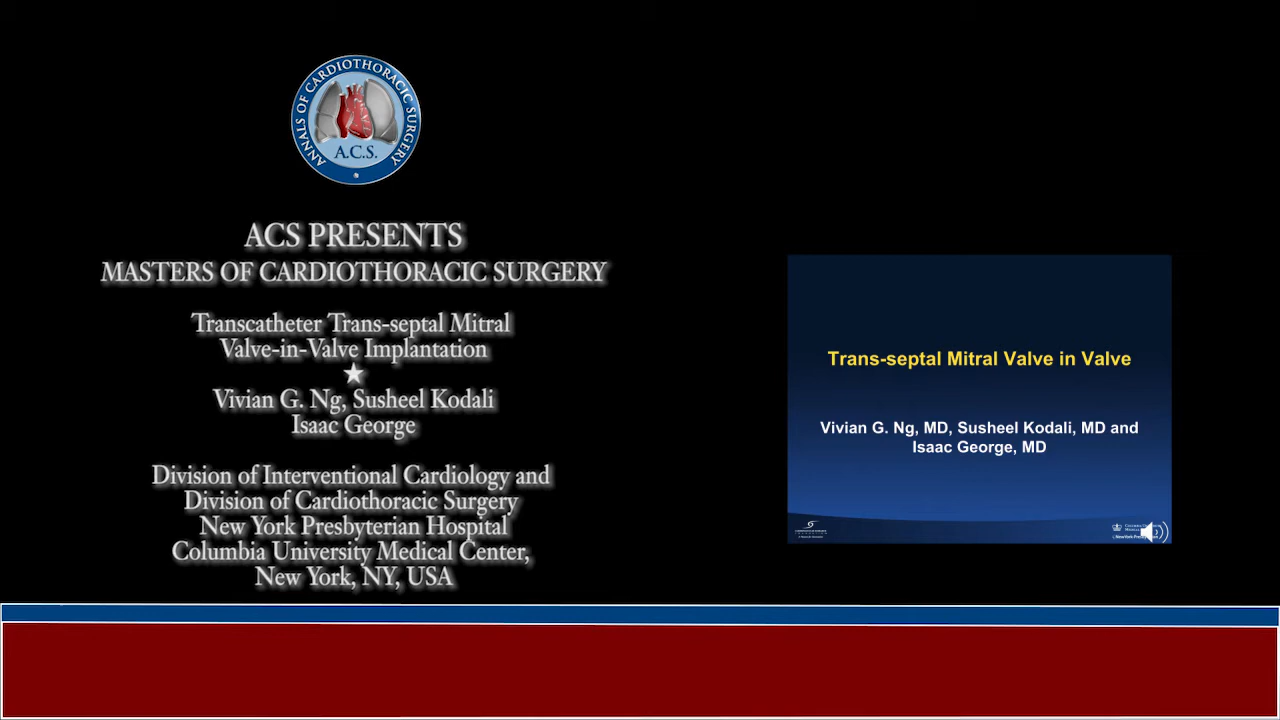 ANNALS OF CARDIOTHORACIC SURGERY
A.C.S.
ACS PRESENTS
MASTERS OF CARDIOTHORACIC SURGERY
Transcatheter Trans-septal Mitral
Valve-in-Valve Implantation
★
Vivian G. Ng, Susheel Kodali
Isaac George
Division of Interventional Cardiology and
Division of Cardiothoracic Surgery
New York Presbyterian Hospital
Columbia University Medical Center,
New York, NY, USA
Trans-septal Mitral Valve in Valve
Vivian G. Ng, MD, Susheel Kodali, MD and
Isaac George, MD